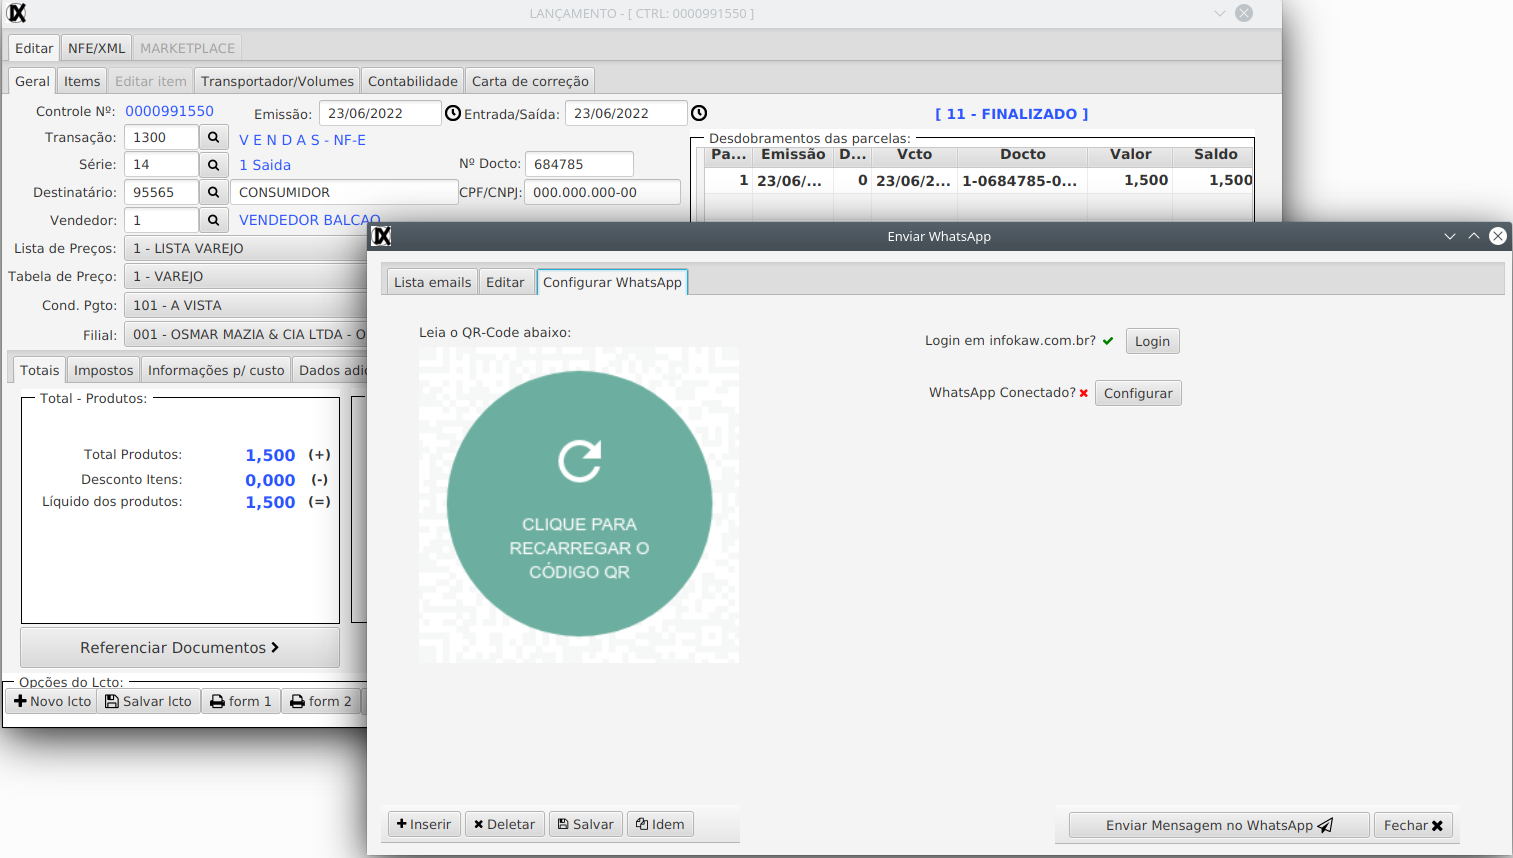 LANÇAMENTO - [ CTRL: 0000991550 ]
Editar NFE/XML MARKETPLACE
Geral Items Editar item Transportador/Volumes Contabilidade Carta de correção
Controle Nº: 0000991550 Emissão: 23/06/2022 Entrada/Saída: 23/06/2022 [ 11 - FINALIZADO ]
Transação: 1300 V E N D A S - NF-E
Série: 14 1 Saida Nº Docto: 684785
Destinatário: 95565 CONSUMIDOR CPF/CNPJ: 000.000.000-00
Vendedor: 1 VENDEDOR BALCAO
Lista de Preços: 1 - LISTA VAREJO
Tabela de Preço: 1 - VAREJO
Cond. Pgto: 101 - A VISTA
Filial: 001 - OSMAR MAZIA & CIA LTDA - O
Desdobramentos das parcelas:
Pa... Emissão D... Vcto Docto Valor Saldo
1 23/06/... 0 23/06/2... 1-0684785-0... 1,500 1,500
Totais Impostos Informações p/ custo Dados adi
Total - Produtos:
Total Produtos: 1,500 (+)
Desconto Itens: 0,000 (-)
Líquido dos produtos: 1,500 (=)
Referenciar Documentos
Opções do Lcto:
Novo lcto Salvar lcto form 1 form 2
Enviar WhatsApp
Lista emails Editar Configurar WhatsApp
Leia o QR-Code abaixo:
CLIQUE PARA
RECARREGAR O
CÓDIGO QR
Login em infokaw.com.br? Login
WhatsApp Conectado? Configurar
Inserir Deletar Salvar Idem
Enviar Mensagem no WhatsApp Fechar